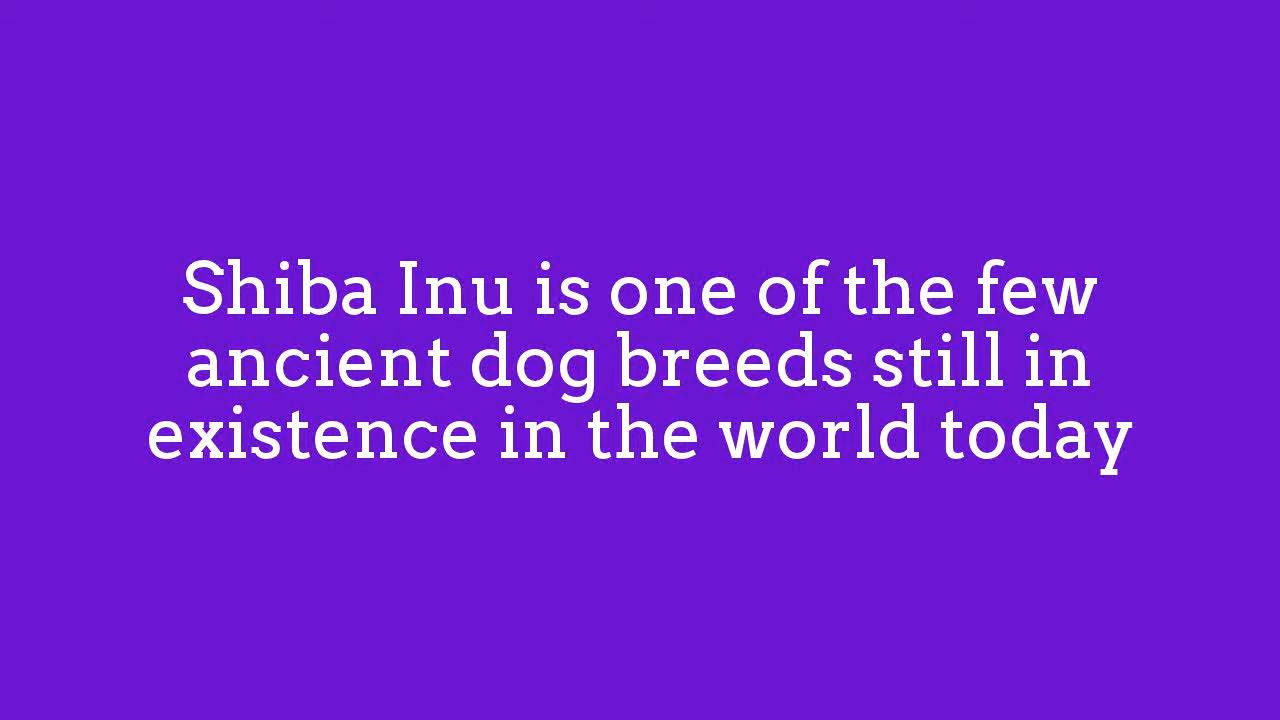 Shiba Inu is one of the few
ancient dog breeds still in
existence in the world today